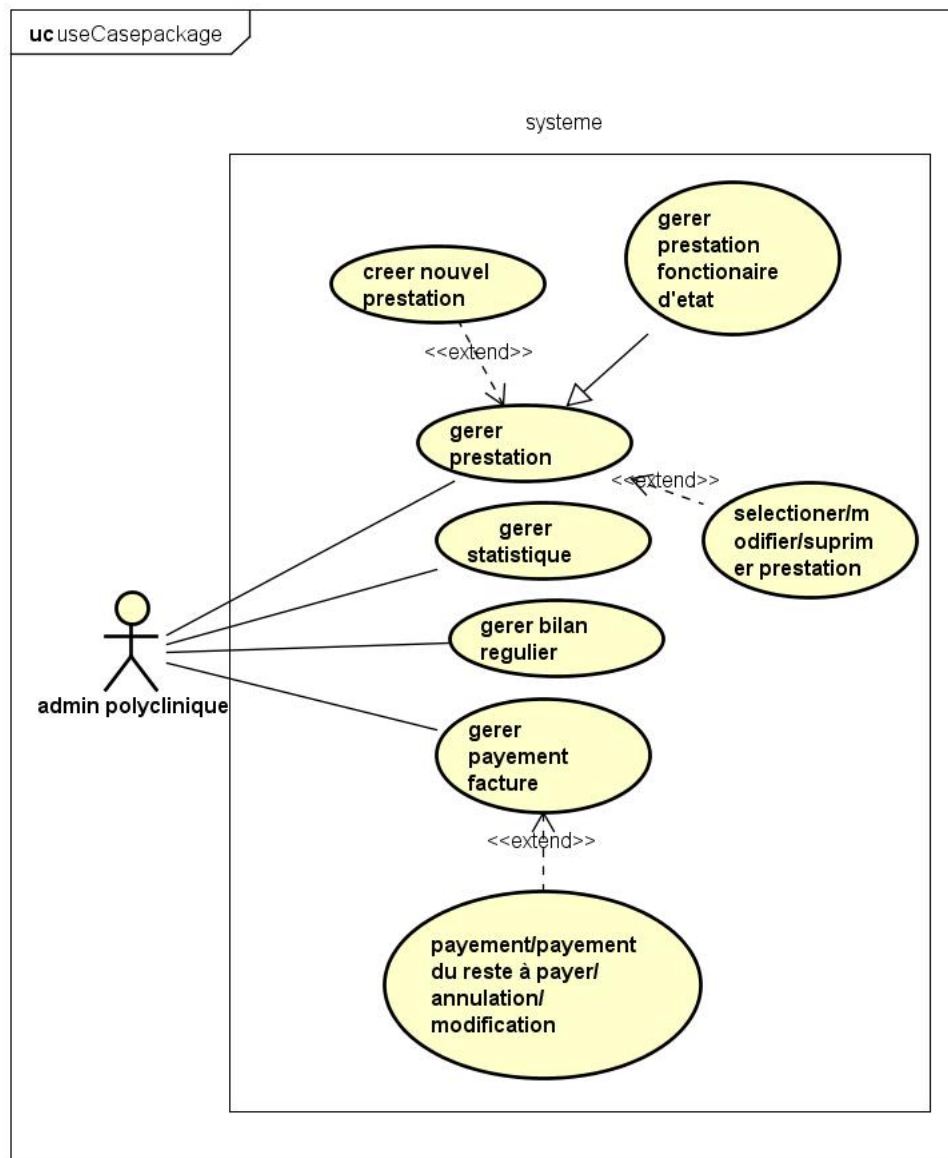 uc useCasepackage
systeme
gerer
prestation
fonctionaire
d'etat
creer nouvel
prestation
<<extend>>
gerer
prestation
<<extend>>
selectioner/m
odifier/suprim
er prestation
gerer
statistique
gerer bilan
regulier
admin polyclinique
gerer
payement
facture
<<extend>>
payement/payement
du reste à payer/
annulation/
modification